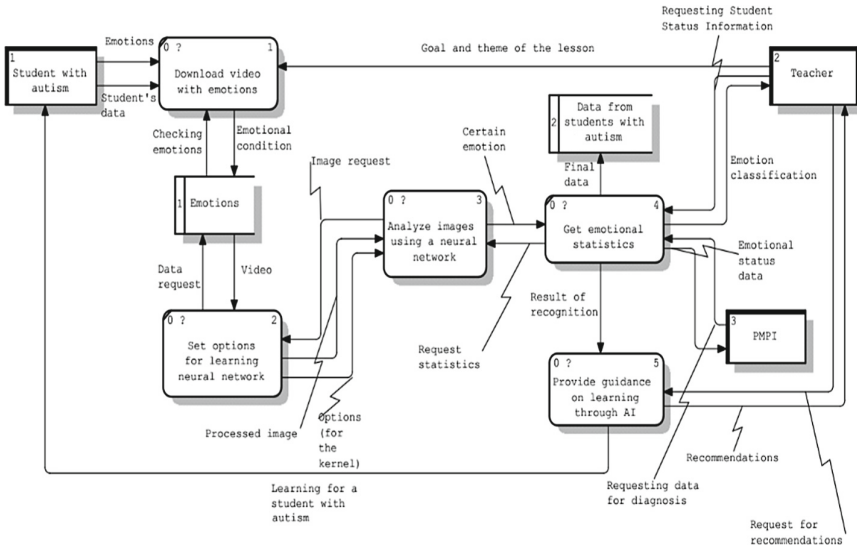 Requesting Student
Status Information
1
Student with
autism
Emotions
Student's
data
0 ? 1
Download video
with emotions
Goal and theme of the lesson
2
Teacher
Checking
emotions
Emotional
condition
2
Data from
students with
autism
Certain
emotion
Image request
Final
data
Emotion
classification
1
Emotions
0 ? 3
Analyze images
using a neural
network
0 ? 4
Get emotional
statistics
Emotional
status
data
Data
request
Video
Result of
recognition
Request
statistics
0 ? 2
Set options
for learning
neural network
3
PMPI
0 ? 5
Provide guidance
on learning
through AI
Processed image
Options
(for
the
kernel)
Recommendations
Learning for a
student with
autism
Requesting data
for diagnosis
Request for
recommendations